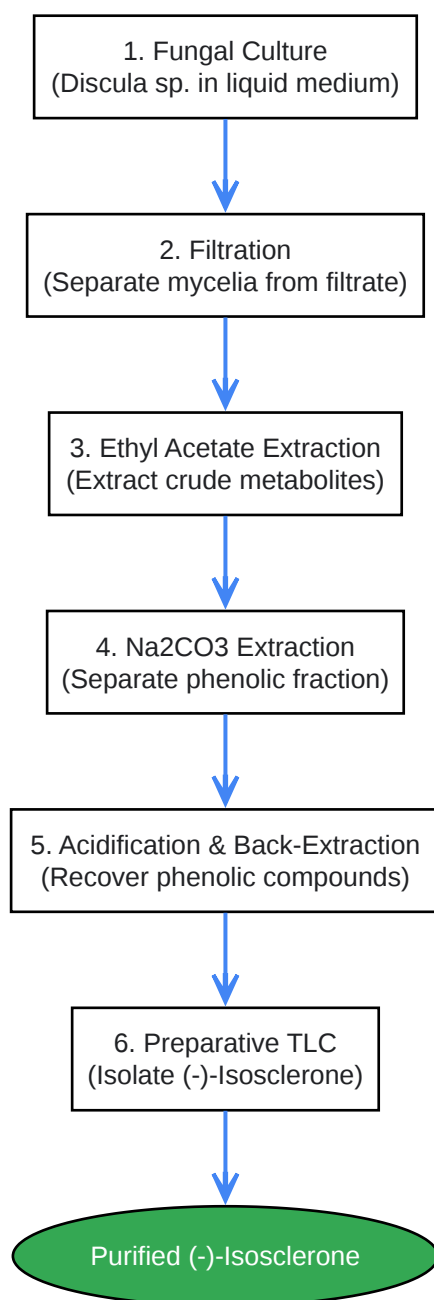 1. Fungal Culture
(Discula sp. in liquid medium)
2. Filtration
(Separate mycelia from filtrate)
3. Ethyl Acetate Extraction
(Extract crude metabolites)
4. Na2CO3 Extraction
(Separate phenolic fraction)
5. Acidification & Back-Extraction
(Recover phenolic compounds)
6. Preparative TLC
(Isolate (-)-Isosclerone)
Purified (-)-Isosclerone